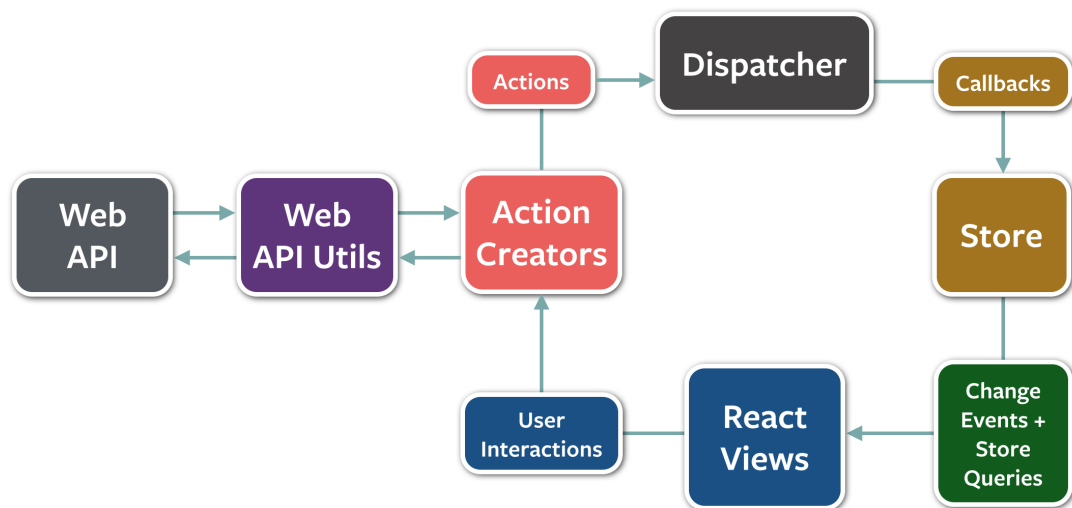 Dispatcher
Actions
Callbacks
Web
API
Web
API Utils
Action
Creators
Store
User
Interactions
React
Views
Change
Events +
Store
Queries